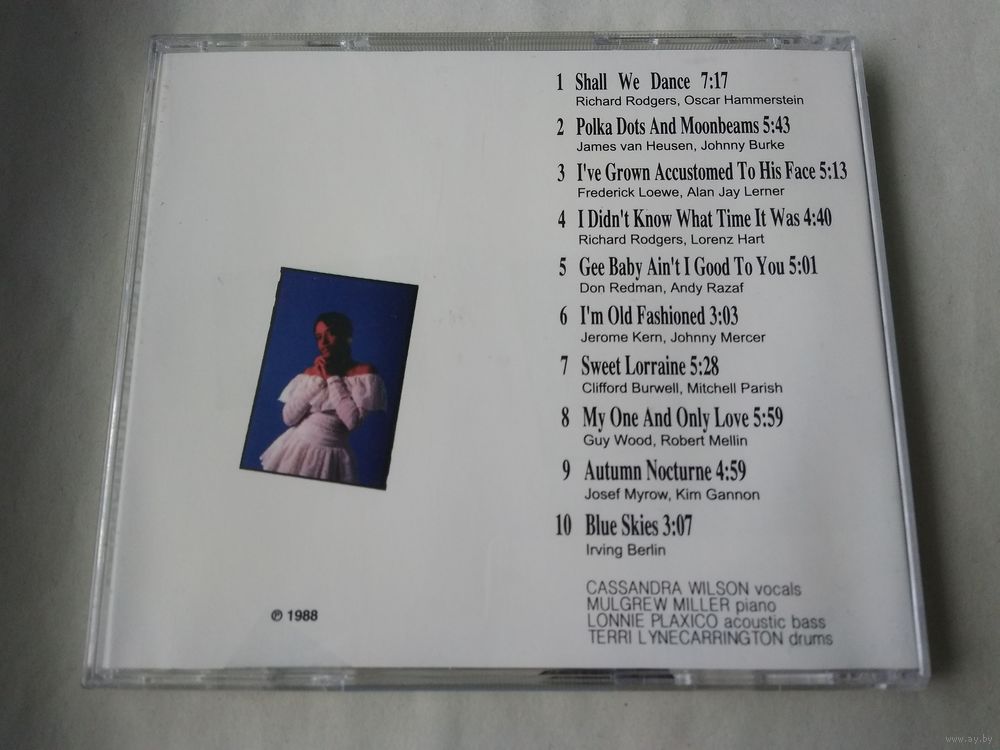 1 Shall We Dance 7:17
Richard Rodgers, Oscar Hammerstein
2 Polka Dots And Moonbeams 5:43
James van Heusen, Johnny Burke
3 I've Grown Accustomed To His Face 5:13
Frederick Loewe, Alan Jay Lerner
4 I Didn't Know What Time It Was 4:40
Richard Rodgers, Lorenz Hart
5 Gee Baby Ain't I Good To You 5:01
Don Redman, Andy Razaf
6 I'm Old Fashioned 3:03
Jerome Kern, Johnny Mercer
7 Sweet Lorraine 5:28
Clifford Burwell, Mitchell Parish
8 My One And Only Love 5:59
Guy Wood, Robert Mellin
9 Autumn Nocturne 4:59
Josef Myrow, Kim Gannon
10 Blue Skies 3:07
Irving Berlin
CASSANDRA WILSON vocals
MULGREW MILLER piano
LONNIE PLAXICO acoustic bass
TERRI LYNECARRINGTON drums
℗ 1988
www.ay.by